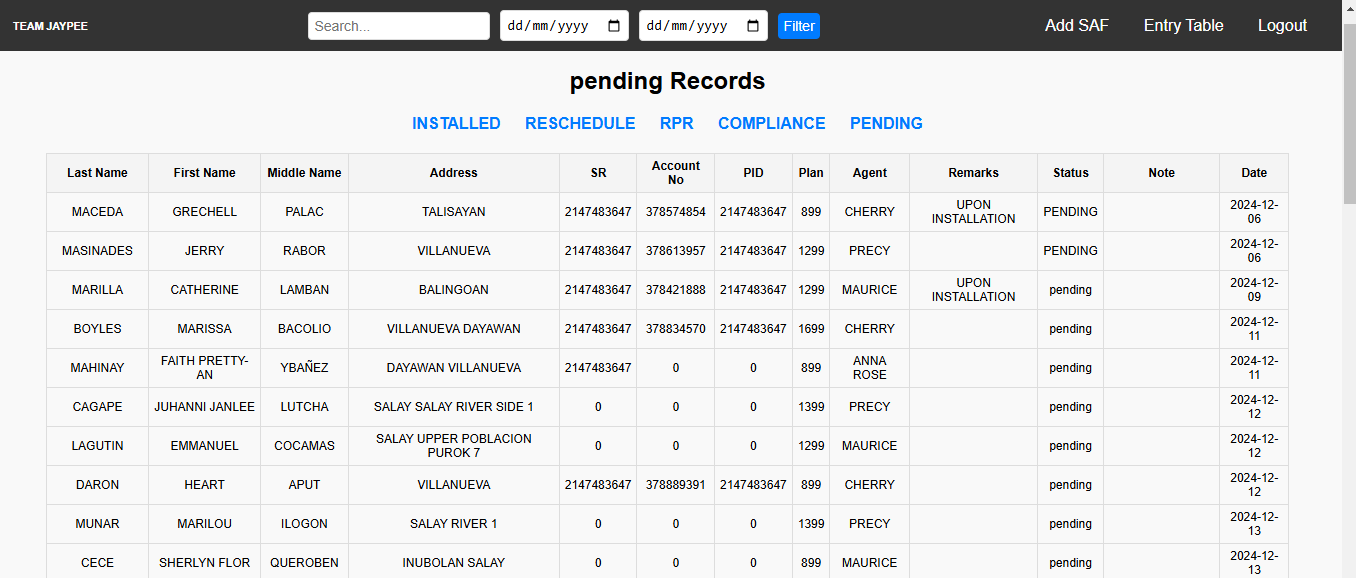 TEAM JAYPEE Search... dd/mm/yyyy dd/mm/yyyy Filter Add SAF Entry Table Logout
pending Records
INSTALLED RESCHEDULE RPR COMPLIANCE PENDING
Last Name First Name Middle Name Address SR Account No PID Plan Agent Remarks Status Note Date
MACEDA GRECHELL PALAC TALISAYAN 2147483647 378574854 2147483647 899 CHERRY UPON INSTALLATION PENDING 2024-12-06
MASINADES JERRY RABOR VILLANUEVA 2147483647 378613957 2147483647 1299 PRECY PENDING 2024-12-06
MARILLA CATHERINE LAMBAN BALINGOAN 2147483647 378421888 2147483647 1299 MAURICE UPON INSTALLATION pending 2024-12-09
BOYLES MARISSA BACOLIO VILLANUEVA DAYAWAN 2147483647 378834570 2147483647 1699 CHERRY pending 2024-12-11
MAHINAY FAITH PRETTY-AN YBAÑEZ DAYAWAN VILLANUEVA 2147483647 0 0 899 ANNA ROSE pending 2024-12-11
CAGAPE JUHANNI JANLEE LUTCHA SALAY SALAY RIVER SIDE 1 0 0 0 1399 PRECY pending 2024-12-12
LAGUTIN EMMANUEL COCAMAS SALAY UPPER POBLACION PUROK 7 0 0 0 1299 MAURICE pending 2024-12-12
DARON HEART APUT VILLANUEVA 2147483647 378889391 2147483647 899 CHERRY pending 2024-12-12
MUNAR MARILOU ILOGON SALAY RIVER 1 0 0 0 1399 PRECY pending 2024-12-13
CECE SHERLYN FLOR QUEROBEN INUBOLAN SALAY 0 0 0 899 MAURICE pending 2024-12-13